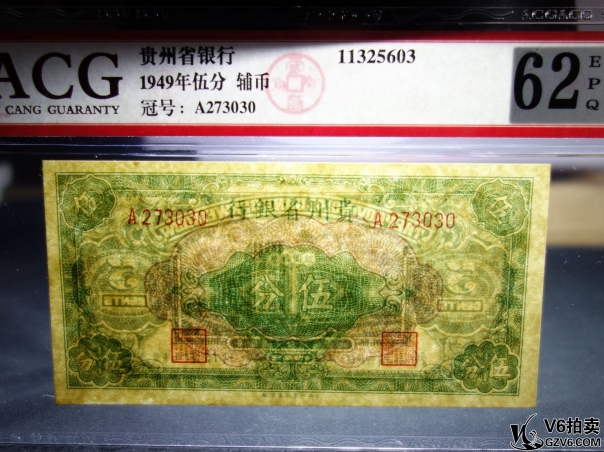 ACG
CANG GUARANTY
贵州省银行
1949年伍分 辅币
冠号: A273030
11325603
62
E
P
Q
A273030
行銀省州貴
A273030
伍
伍
分 伍
分伍
伍分
V6拍卖
GZV6.COM